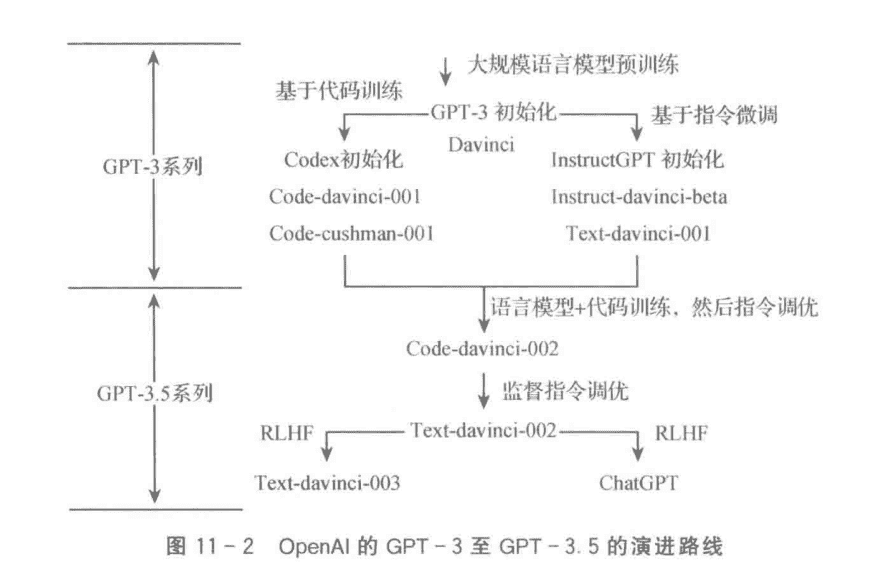 大规模语言模型预训练
基于代码训练
GPT-3 初始化
基于指令微调
Davinci
GPT-3系列
Codex初始化
InstructGPT 初始化
Code-davinci-001
Instruct-davinci-beta
Code-cushman-001
Text-davinci-001
语言模型+代码训练，然后指令调优
Code-davinci-002
GPT-3.5系列
监督指令调优
RLHF
Text-davinci-002
RLHF
Text-davinci-003
ChatGPT
图 11-2 OpenAI 的 GPT-3 至 GPT-3.5 的演进路线